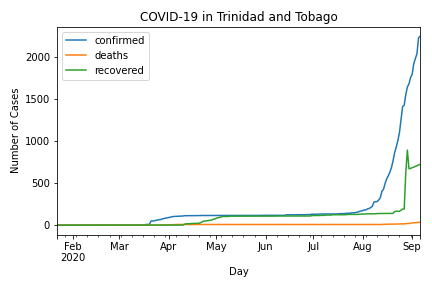 COVID-19 in Trinidad and Tobago
confirmed
deaths
recovered
Number of Cases
2000
1500
1000
500
0
Feb Mar Apr May Jun Jul Aug Sep
2020
Day